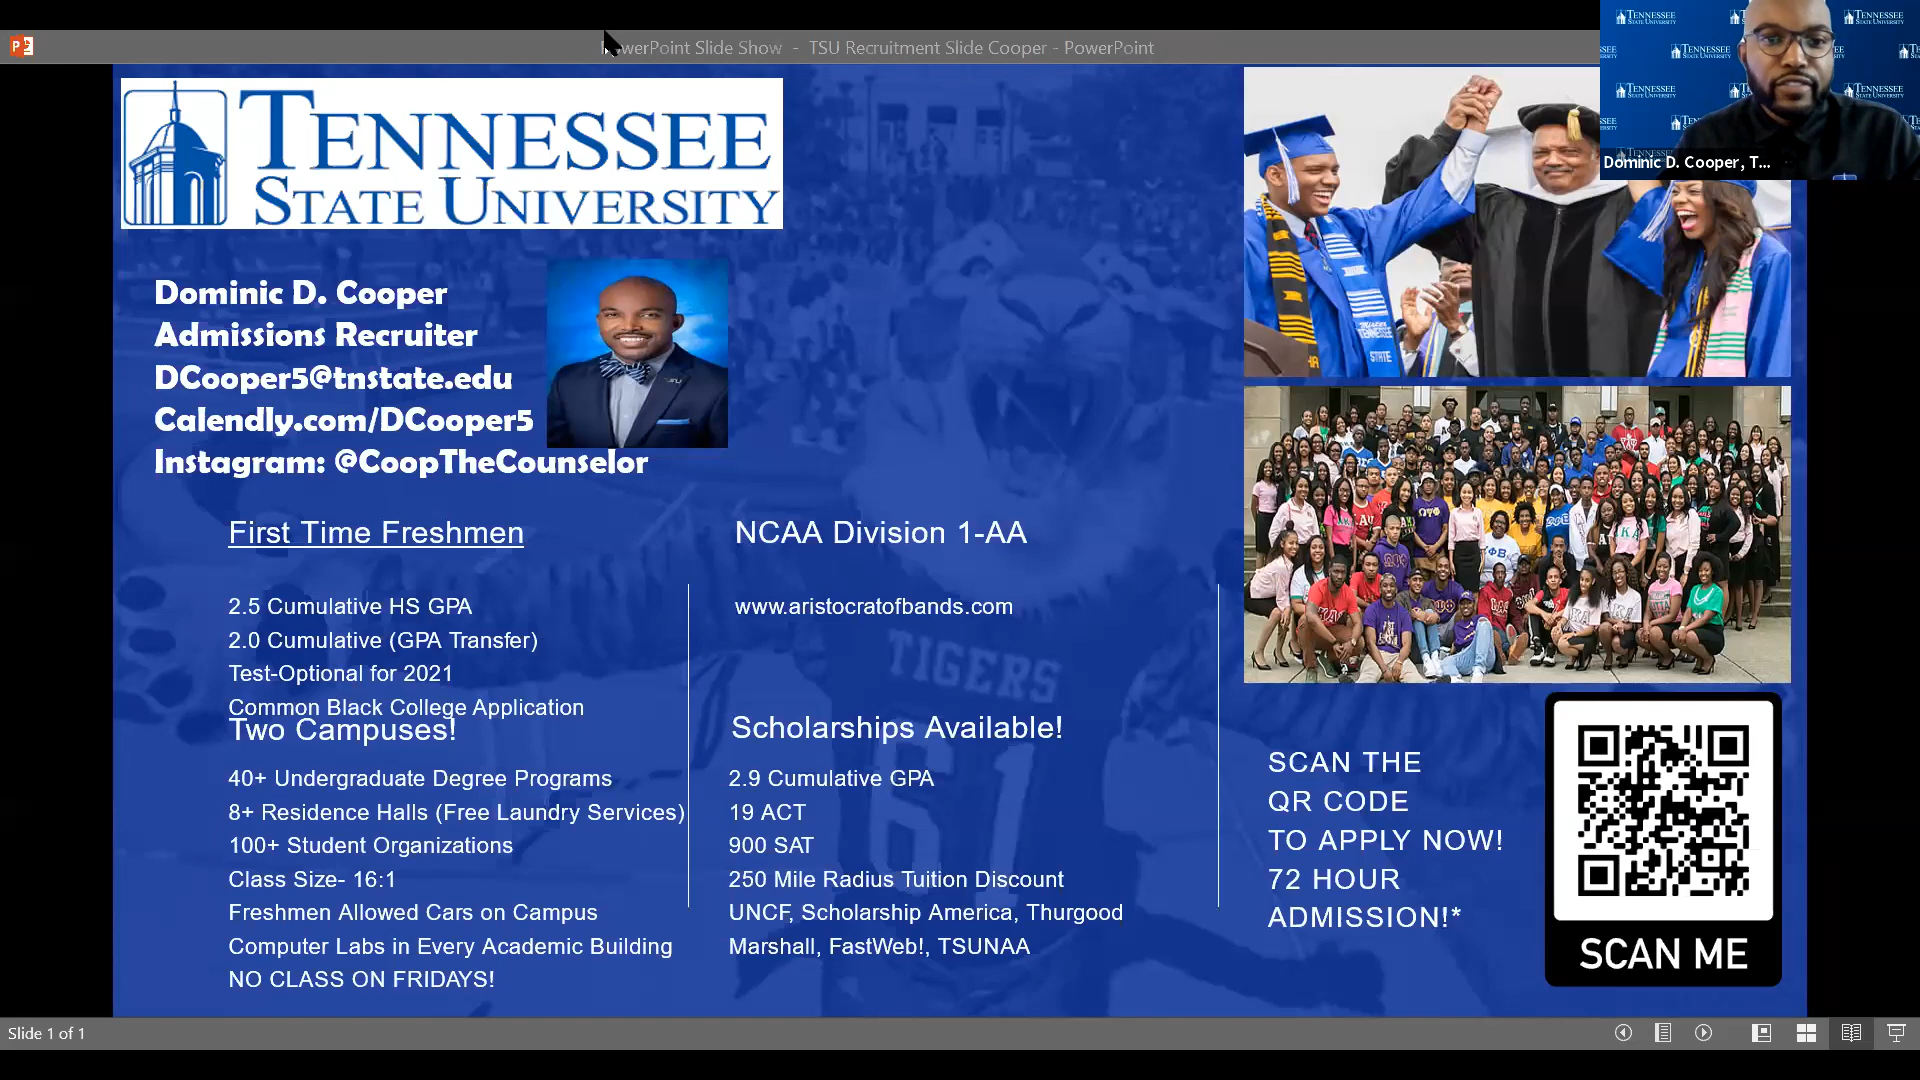 PowerPoint Slide Show - TSU Recruitment Slide Cooper - PowerPoint
TENNESSEE
STATE UNIVERSITY
Dominic D. Cooper, T...
Dominic D. Cooper
Admissions Recruiter
DCooper5@tnstate.edu
Calendly.com/DCooper5
Instagram: @CoopTheCounselor
First Time Freshmen
2.5 Cumulative HS GPA
2.0 Cumulative (GPA Transfer)
Test-Optional for 2021
Common Black College Application
Two Campuses!
40+ Undergraduate Degree Programs
8+ Residence Halls (Free Laundry Services)
100+ Student Organizations
Class Size- 16:1
Freshmen Allowed Cars on Campus
Computer Labs in Every Academic Building
NO CLASS ON FRIDAYS!
NCAA Division 1-AA
www.aristocratofbands.com
TIGERS
61
Scholarships Available!
2.9 Cumulative GPA
19 ACT
900 SAT
250 Mile Radius Tuition Discount
UNCF, Scholarship America, Thurgood
Marshall, FastWeb!, TSUNAA
SCAN THE
QR CODE
TO APPLY NOW!
72 HOUR
ADMISSION!*
SCAN ME
Slide 1 of 1